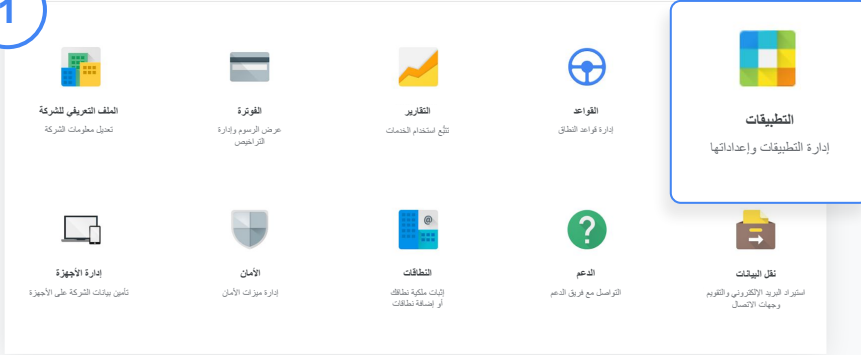 1
التطبيقات
إدارة التطبيقات وإعداداتها
القواعد
إدارة قواعد النطاق
التقارير
تتبُّع استخدام الخدمات
الفوترة
عرض الرسوم وإدارة
التراخيص
الملف التعريفي للشركة
تعديل معلومات الشركة
نقل البيانات
استيراد البريد الإلكتروني والتقويم
وجهات الاتصال
الدعم
التواصل مع فريق الدعم
النطاقات
إثبات ملكية نطاقك
أو إضافة نطاقات
الأمان
إدارة ميزات الأمان
إدارة الأجهزة
تأمين بيانات الشركة على الأجهزة